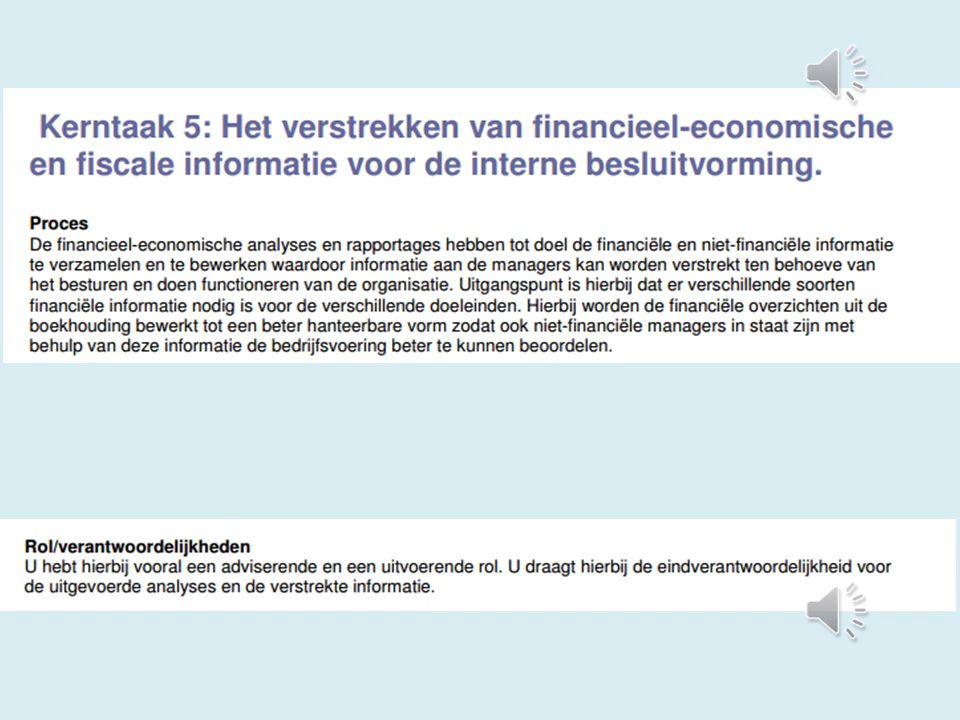 Kerntaak 5: Het verstrekken van financieel-economische
en fiscale informatie voor de interne besluitvorming.
Proces
De financieel-economische analyses en rapportages hebben tot doel de financiële en niet-financiële informatie
te verzamelen en te bewerken waardoor informatie aan de managers kan worden verstrekt ten behoeve van
het besturen en doen functioneren van de organisatie. Uitgangspunt is hierbij dat er verschillende soorten
financiële informatie nodig is voor de verschillende doeleinden. Hierbij worden de financiële overzichten uit de
boekhouding bewerkt tot een beter hanteerbare vorm zodat ook niet-financiële managers in staat zijn met
behulp van deze informatie de bedrijfsvoering beter te kunnen beoordelen.
Rol/verantwoordelijkheden
U hebt hierbij vooral een adviserende en een uitvoerende rol. U draagt hierbij de eindverantwoordelijkheid voor
de uitgevoerde analyses en de verstrekte informatie.